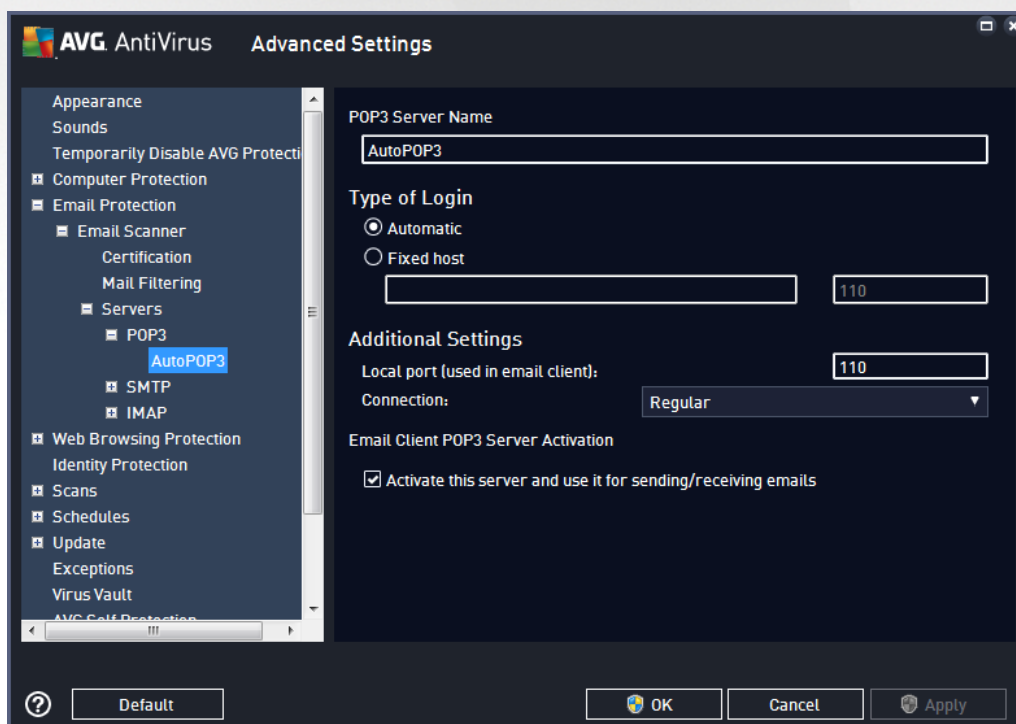 AVG AntiVirus Advanced Settings
Appearance
Sounds
Temporarily Disable AVG Protecti
Computer Protection
Email Protection
Email Scanner
Certification
Mail Filtering
Servers
POP3
AutoPOP3
SMTP
IMAP
Web Browsing Protection
Identity Protection
Scans
Schedules
Update
Exceptions
Virus Vault
AVG Self Protection
POP3 Server Name
AutoPOP3
Type of Login
Automatic
Fixed host
110
Additional Settings
Local port (used in email client): 110
Connection: Regular
Email Client POP3 Server Activation
Activate this server and use it for sending/receiving emails
? Default OK Cancel Apply